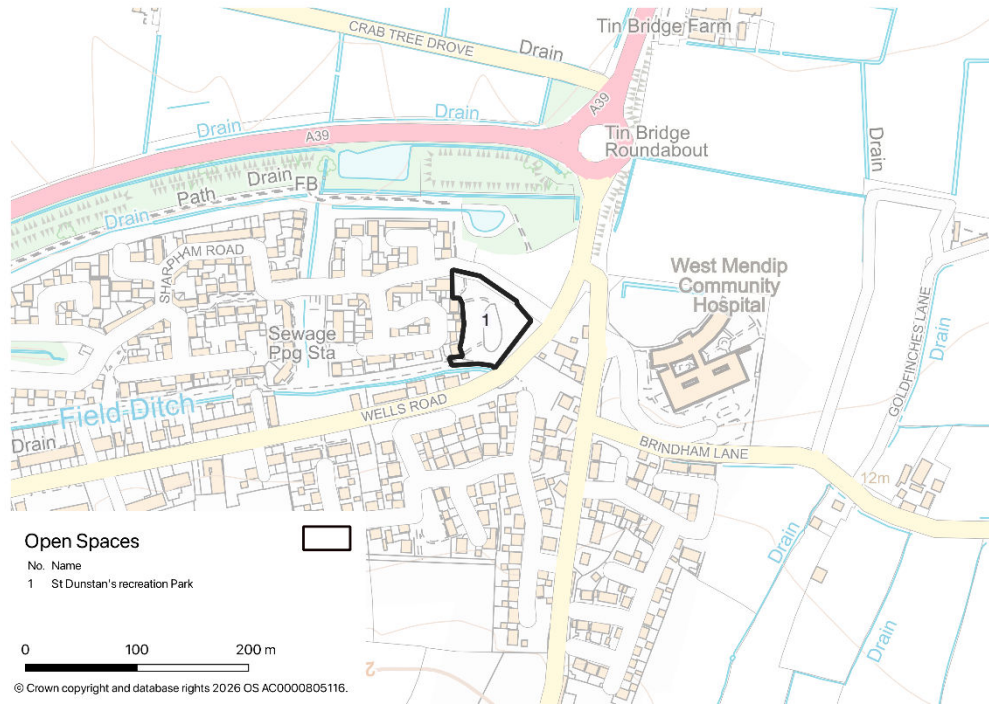 Tin Bridge Farm
CRAB TREE DROVE
Drain
A39
Drain
A39
Tin Bridge
Roundabout
Drain
Drain
Path
FB
Drain
SHARPHAM ROAD
West Mendip
Community
Hospital
1
Sewage
Ppg Sta
GOLDFINCHES LANE
Drain
Field Ditch
WELLS ROAD
Drain
BRINDHAM LANE
12m
Drain
Drain
Open Spaces
No. Name
1 St Dunstan's recreation Park
0 100 200 m
2
© Crown copyright and database rights 2026 OS AC0000805116.